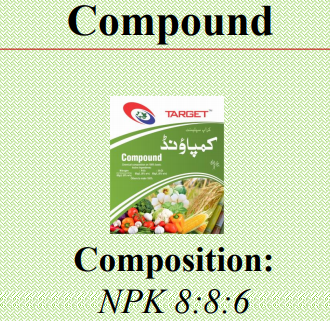 Compound
TARGET
کمپاؤنڈ
Compound
Composition:
NPK 8:8:6